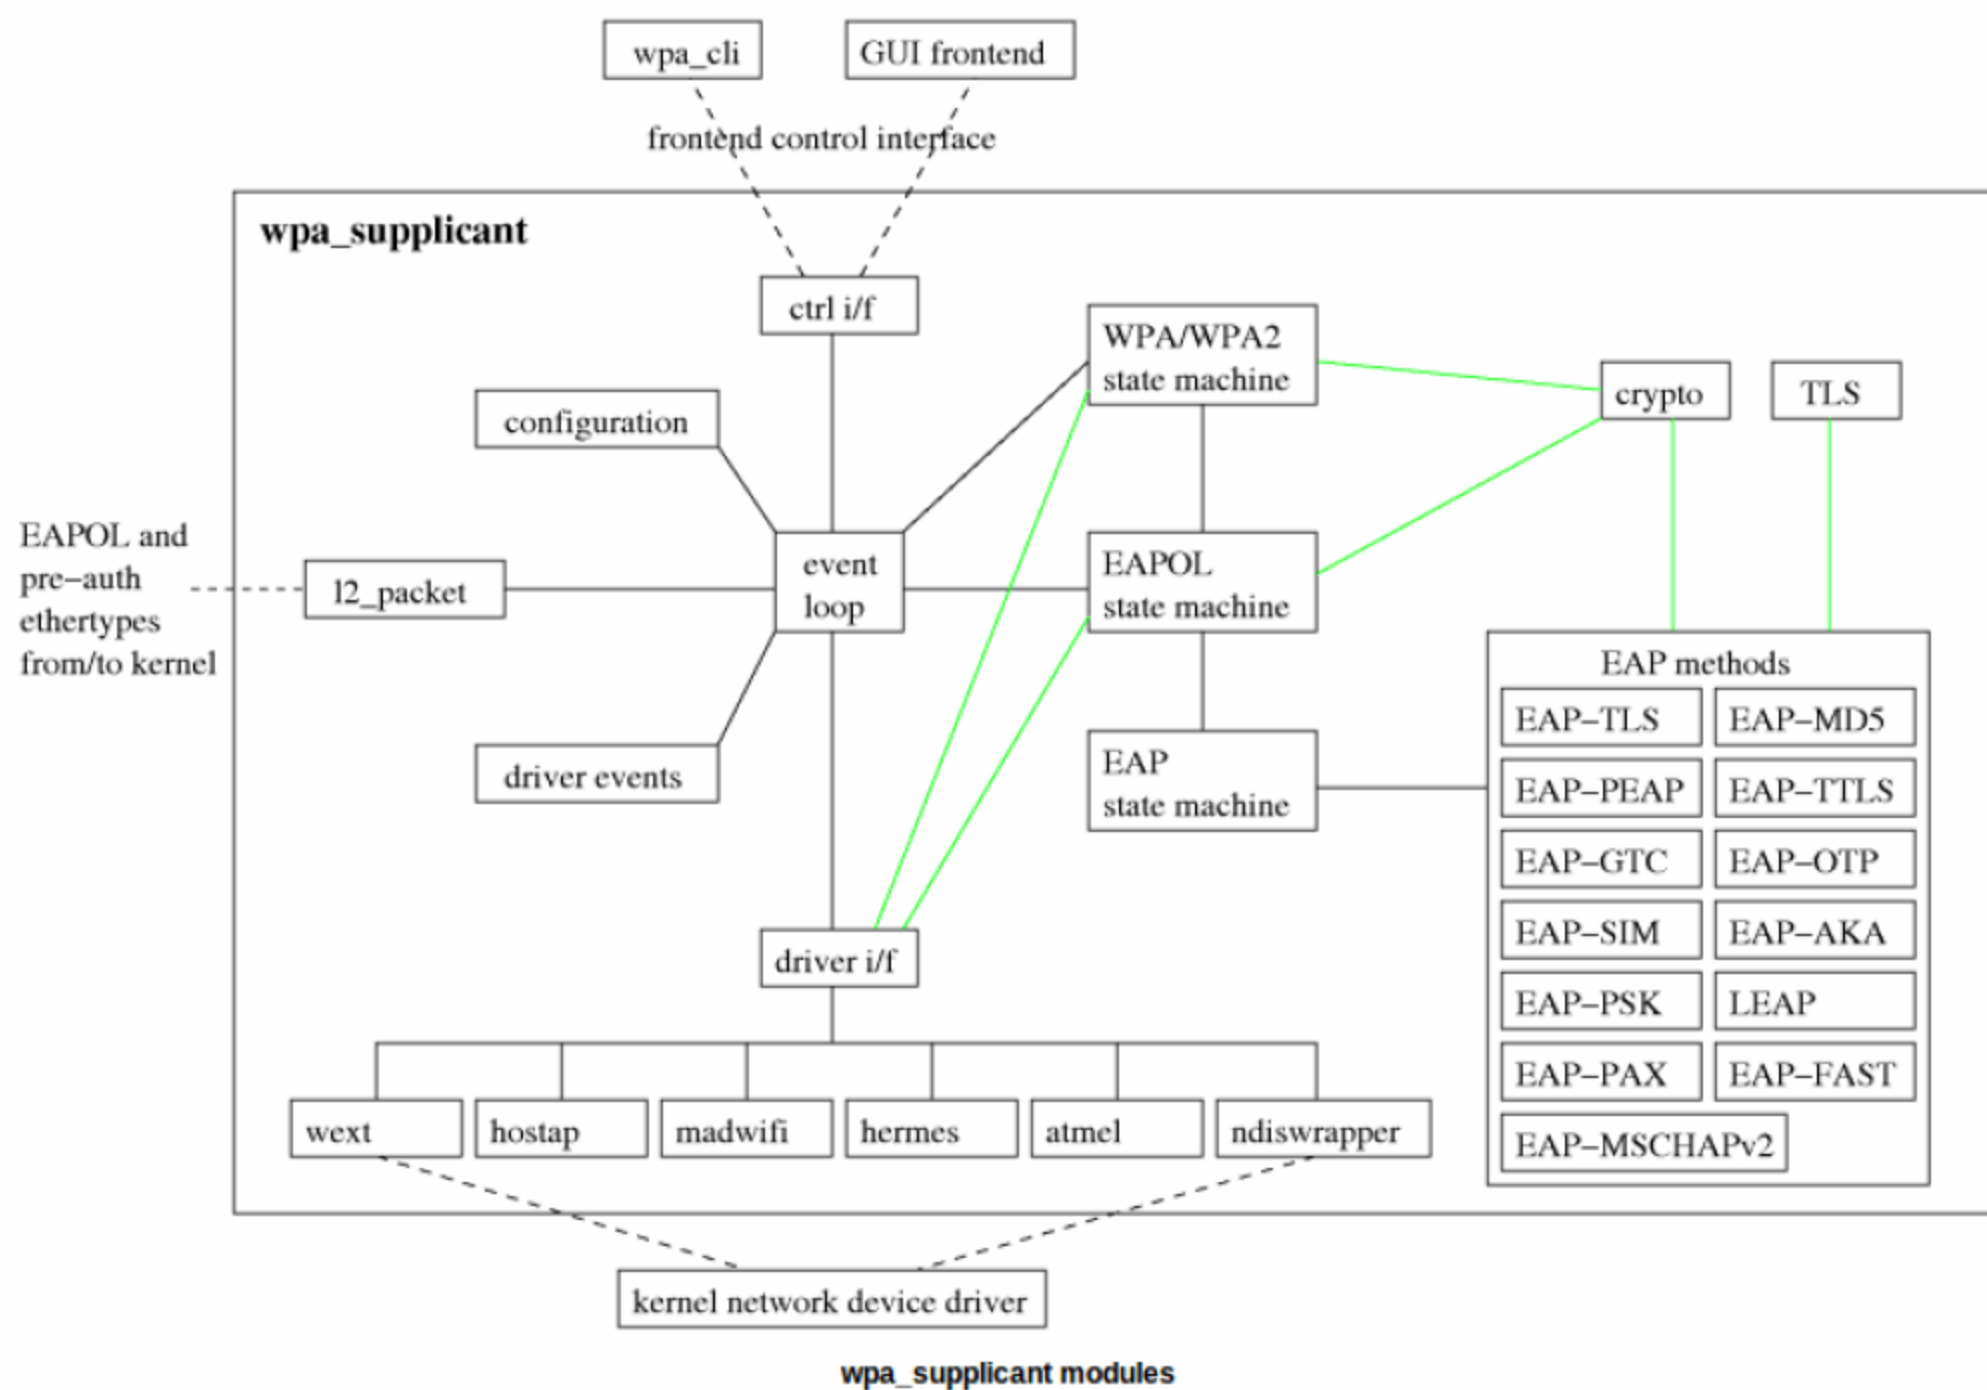 wpa_cli
GUI frontend
frontend control interface
wpa_supplicant
ctrl i/f
WPA/WPA2
state machine
crypto
TLS
configuration
EAPOL and
pre−auth
ethertypes
from/to kernel
l2_packet
event
loop
EAPOL
state machine
driver events
EAP
state machine
EAP methods
EAP−TLS
EAP−MD5
EAP−PEAP
EAP−TTLS
EAP−GTC
EAP−OTP
EAP−SIM
EAP−AKA
EAP−PSK
LEAP
EAP−PAX
EAP−FAST
EAP−MSCHAPv2
driver i/f
wext
hostap
madwifi
hermes
atmel
ndiswrapper
kernel network device driver
wpa_supplicant modules